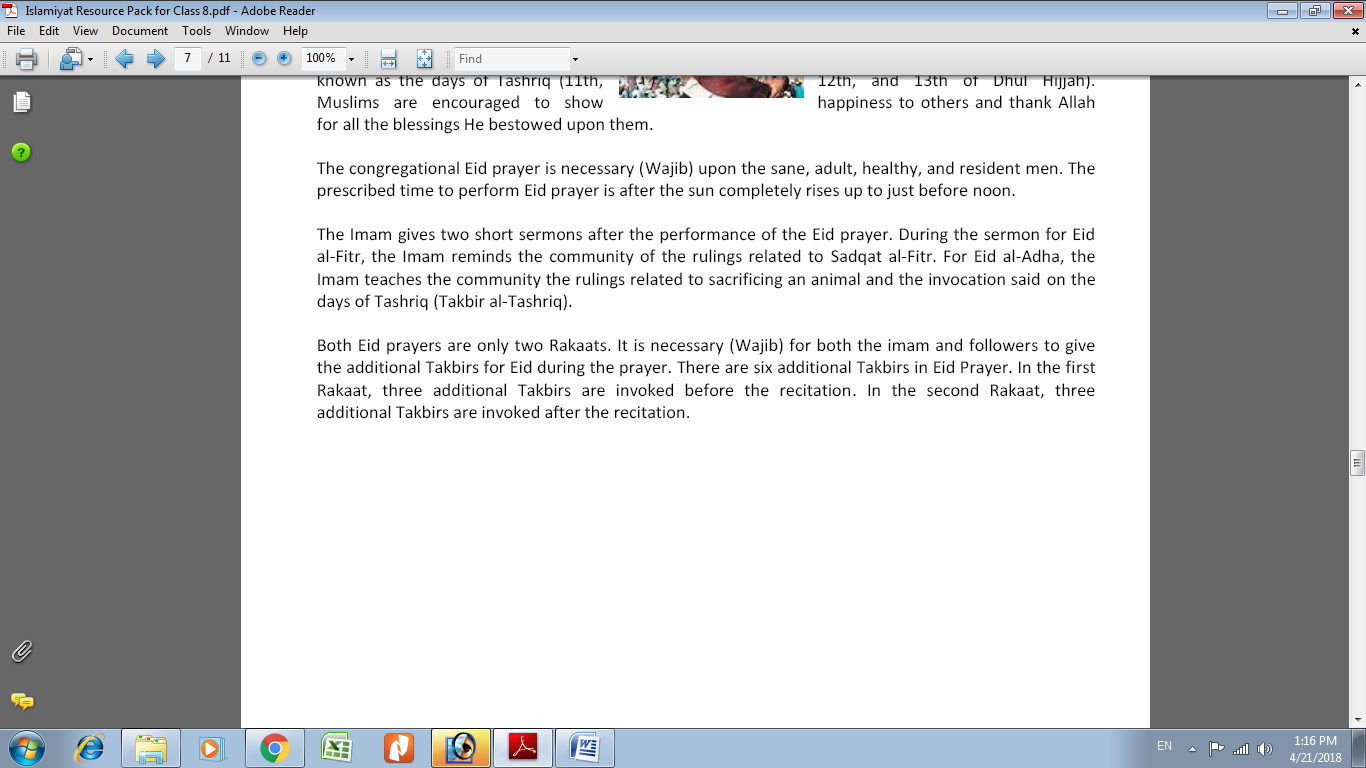 Islamiyat Resource Pack for Class 8.pdf - Adobe Reader
File Edit View Document Tools Window Help
7 / 11 100% Find
known as the days of Tashriq (11th, 12th, and 13th of Dhul Hijjah).
Muslims are encouraged to show happiness to others and thank Allah
for all the blessings He bestowed upon them.
The congregational Eid prayer is necessary (Wajib) upon the sane, adult, healthy, and resident men. The
prescribed time to perform Eid prayer is after the sun completely rises up to just before noon.
The Imam gives two short sermons after the performance of the Eid prayer. During the sermon for Eid
al-Fitr, the Imam reminds the community of the rulings related to Sadqat al-Fitr. For Eid al-Adha, the
Imam teaches the community the rulings related to sacrificing an animal and the invocation said on the
days of Tashriq (Takbir al-Tashriq).
Both Eid prayers are only two Rakaats. It is necessary (Wajib) for both the imam and followers to give
the additional Takbirs for Eid during the prayer. There are six additional Takbirs in Eid Prayer. In the first
Rakaat, three additional Takbirs are invoked before the recitation. In the second Rakaat, three
additional Takbirs are invoked after the recitation.
EN
1:16 PM
4/21/2018